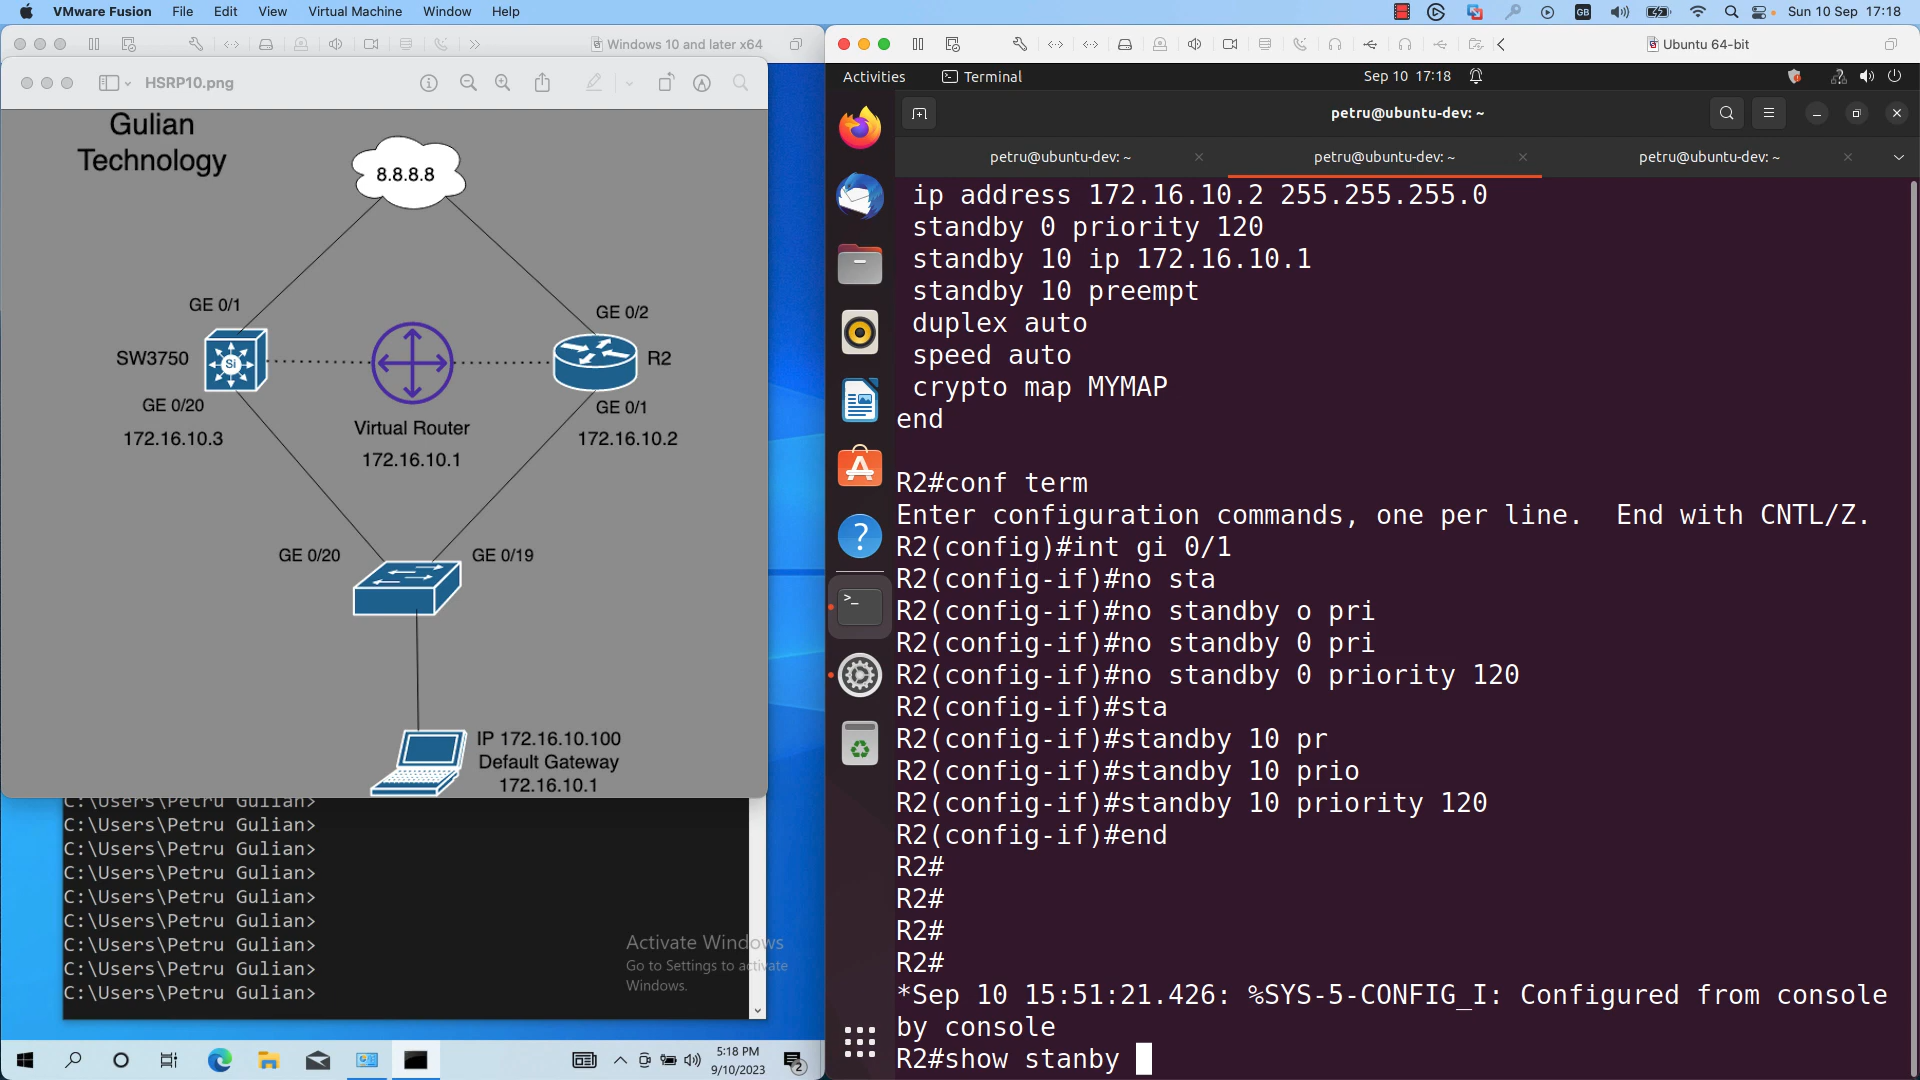 VMware Fusion File Edit View Virtual Machine Window Help
GB
Sun 10 Sep 17:18
Windows 10 and later x64
HSRP10.png
Gulian
Technology
8.8.8.8
GE 0/1
GE 0/2
SW3750
Si
R2
GE 0/20
GE 0/1
172.16.10.3
Virtual Router
172.16.10.2
172.16.10.1
GE 0/20
GE 0/19
IP 172.16.10.100
Default Gateway
172.16.10.1
C:\Users\Petru Gulian>
C:\Users\Petru Gulian>
C:\Users\Petru Gulian>
C:\Users\Petru Gulian>
C:\Users\Petru Gulian>
C:\Users\Petru Gulian>
C:\Users\Petru Gulian>
C:\Users\Petru Gulian>
C:\Users\Petru Gulian>
Activate Windows
Go to Settings to activate
Windows.
5:18 PM
9/10/2023
2
Ubuntu 64-bit
Activities Terminal Sep 10 17:18
petru@ubuntu-dev: ~
petru@ubuntu-dev: ~ petru@ubuntu-dev: ~ petru@ubuntu-dev: ~
ip address 172.16.10.2 255.255.255.0
standby 0 priority 120
standby 10 ip 172.16.10.1
standby 10 preempt
duplex auto
speed auto
crypto map MYMAP
end
R2#conf term
Enter configuration commands, one per line. End with CNTL/Z.
R2(config)#int gi 0/1
R2(config-if)#no sta
R2(config-if)#no standby o pri
R2(config-if)#no standby 0 pri
R2(config-if)#no standby 0 priority 120
R2(config-if)#sta
R2(config-if)#standby 10 pr
R2(config-if)#standby 10 prio
R2(config-if)#standby 10 priority 120
R2(config-if)#end
R2#
R2#
R2#
R2#
*Sep 10 15:51:21.426: %SYS-5-CONFIG_I: Configured from console
by console
R2#show stanby